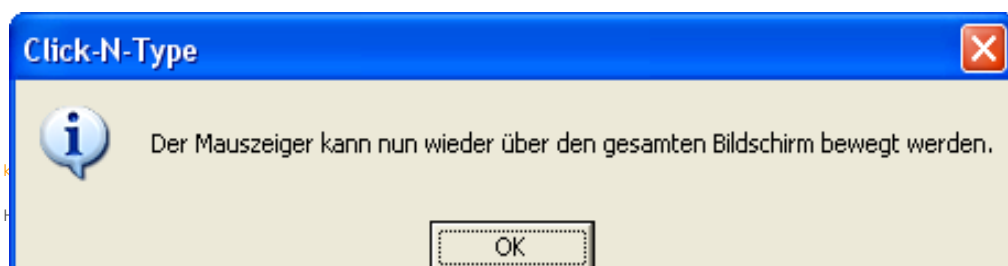 Click-N-Type
Der Mauszeiger kann nun wieder über den gesamten Bildschirm bewegt werden.
k
H
OK